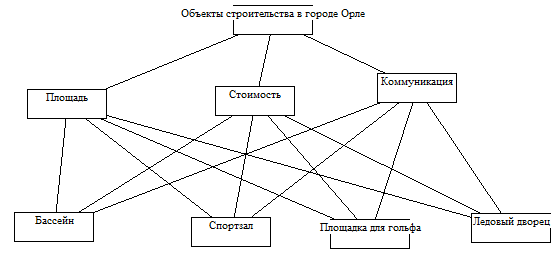 Объекты строительства в городе Орле
Площадь
Стоимость
Коммуникация
Бассейн
Спортзал
Площадка для гольфа
Ледовый дворец